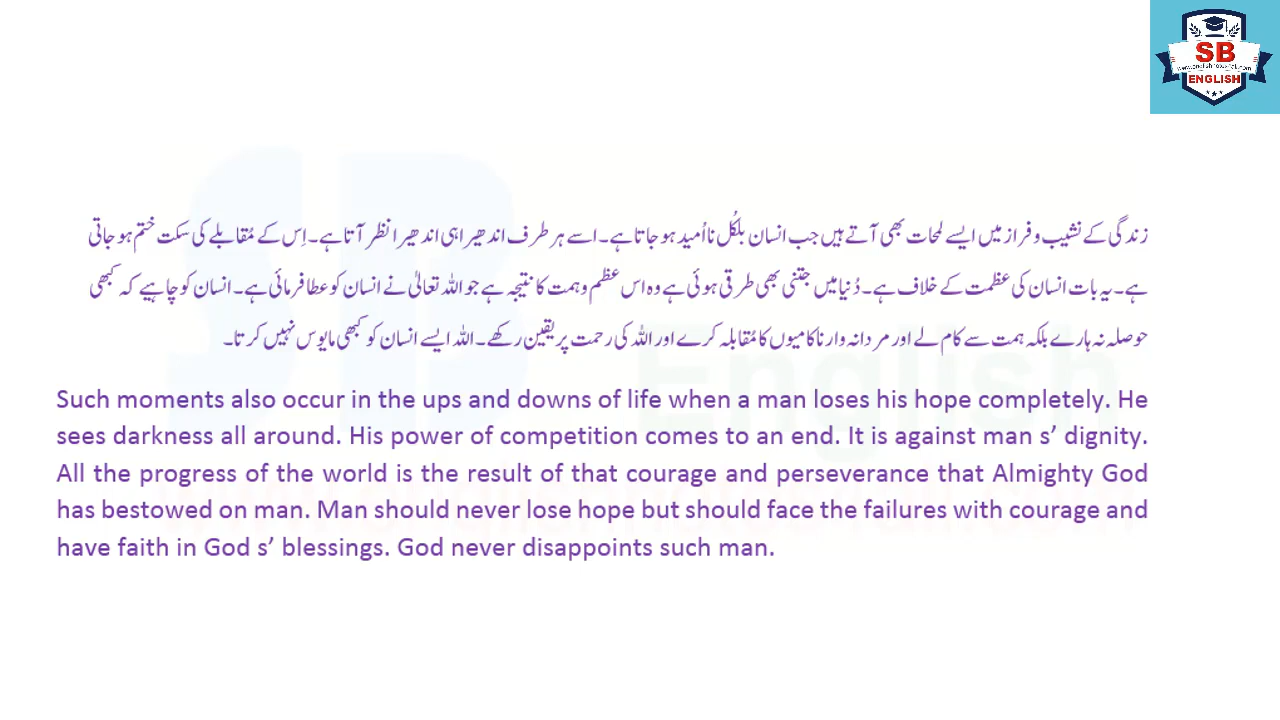 SB
ENGLISH
زندگی کے نشیب و فراز میں ایسے لمحات بھی آتے ہیں جب انسان بلکُل نااُمید ہو جاتا ہے۔ اسے ہر طرف اندھیرا ہی اندھیرا نظر آتا ہے۔ اِس کے مُقابلے کی سکت ختم ہو جاتی
ہے۔ یہ بات انسان کی عظمت کے خلاف ہے۔ دُنیا میں جتنی بھی طرقی ہوئی ہے وہ اس عظم و ہمت کا نتیجہ ہے جو اللہ تعالیٰ نے انسان کو عطا فرمائی ہے۔ انسان کو چاہیے کہ کبھی
حوصلہ نہ ہارے بلکہ ہمت سے کام لے اور مردانہ وار ناکامیوں کا مُقابلہ کرے اور اللہ کی رحمت پر یقین رکھے۔ اللہ ایسے انسان کو کبھی مایوس نہیں کرتا۔
Such moments also occur in the ups and downs of life when a man loses his hope completely. He
sees darkness all around. His power of competition comes to an end. It is against man s’ dignity.
All the progress of the world is the result of that courage and perseverance that Almighty God
has bestowed on man. Man should never lose hope but should face the failures with courage and
have faith in God s’ blessings. God never disappoints such man.
English